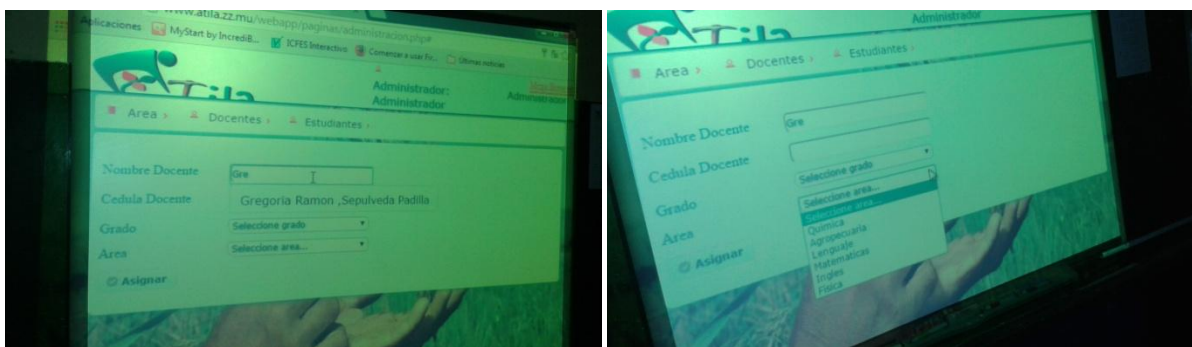 www.atila.zz.mu/webapp/paginas/administracion.php#
Aplicaciones MyStart by IncrediB... ICFES Interactivo Comenzar a usar Fir... Últimas noticias
Tila
Administrador:
Administrador
Administrador
Area Docentes Estudiantes
Nombre Docente Gre
Cedula Docente Gregoria Ramon ,Sepulveda Padilla
Grado Seleccione grado
Area Seleccione area...
Asignar
Tila
Administrador
Area Docentes Estudiantes
Nombre Docente Gre
Cedula Docente
Grado Seleccione grado
Area Seleccione area...
Seleccione area...
Quimica
Agropecuaria
Lenguaje
Matematicas
Ingles
Fisica
Asignar